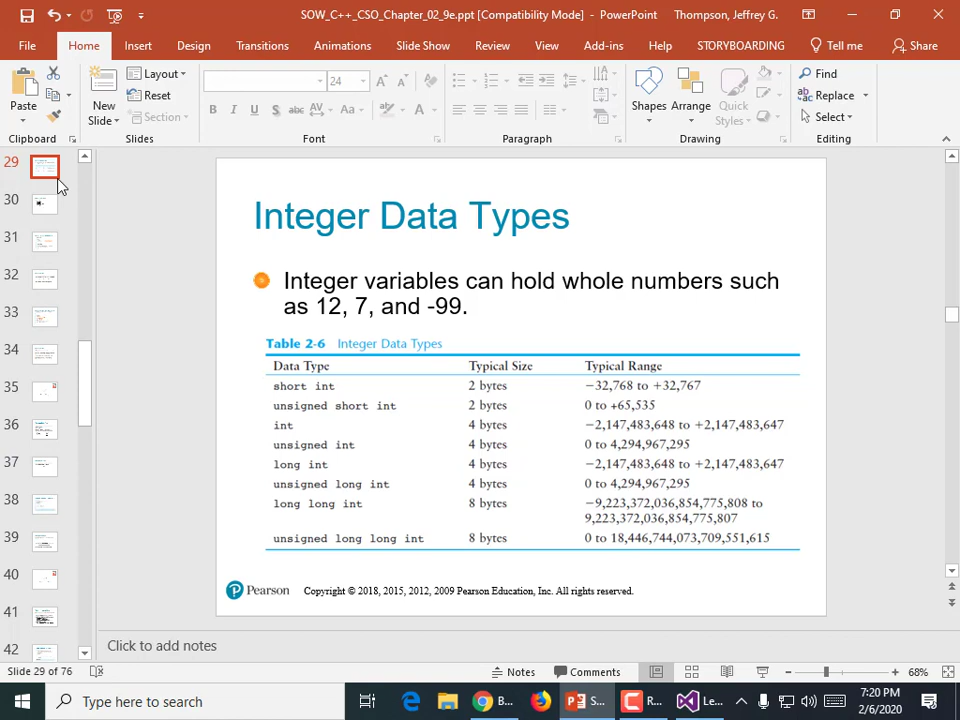 SOW_C++_CSO_Chapter_02_9e.ppt [Compatibility Mode] - PowerPoint
Thompson, Jeffrey G.
File Home Insert Design Transitions Animations Slide Show Review View Add-ins Help STORYBOARDING Tell me Share
Paste
Clipboard
New
Slide
Layout
Reset
Section
Slides
24
B I U S abc AV Aa A
Font
Paragraph
Shapes
Arrange
Quick
Styles
Drawing
Find
Replace
Select
Editing
29
30
31
32
33
34
35
36
37
38
39
40
41
42
Integer Data Types
Integer variables can hold whole numbers such
as 12, 7, and -99.
Table 2-6 Integer Data Types
Data Type Typical Size Typical Range
short int 2 bytes −32,768 to +32,767
unsigned short int 2 bytes 0 to +65,535
int 4 bytes −2,147,483,648 to +2,147,483,647
unsigned int 4 bytes 0 to 4,294,967,295
long int 4 bytes −2,147,483,648 to +2,147,483,647
unsigned long int 4 bytes 0 to 4,294,967,295
long long int 8 bytes −9,223,372,036,854,775,808 to
9,223,372,036,854,775,807
unsigned long long int 8 bytes 0 to 18,446,744,073,709,551,615
Pearson
Copyright © 2018, 2015, 2012, 2009 Pearson Education, Inc. All rights reserved.
Click to add notes
Slide 29 of 76
Notes
Comments
68%
Type here to search
B...
S...
R...
Le...
7:20 PM
2/6/2020